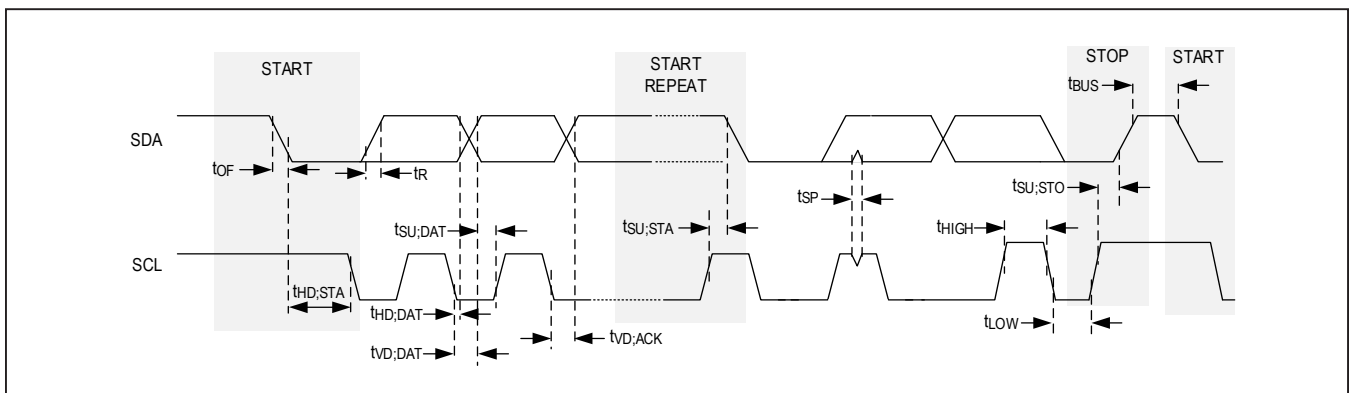 START
START
REPEAT
STOP
START
tBUS
SDA
tOF
tR
tSP
tSU;STO
tSU;DAT
tSU;STA
tHIGH
SCL
tHD;STA
tHD;DAT
tVD;ACK
tLOW
tVD;DAT